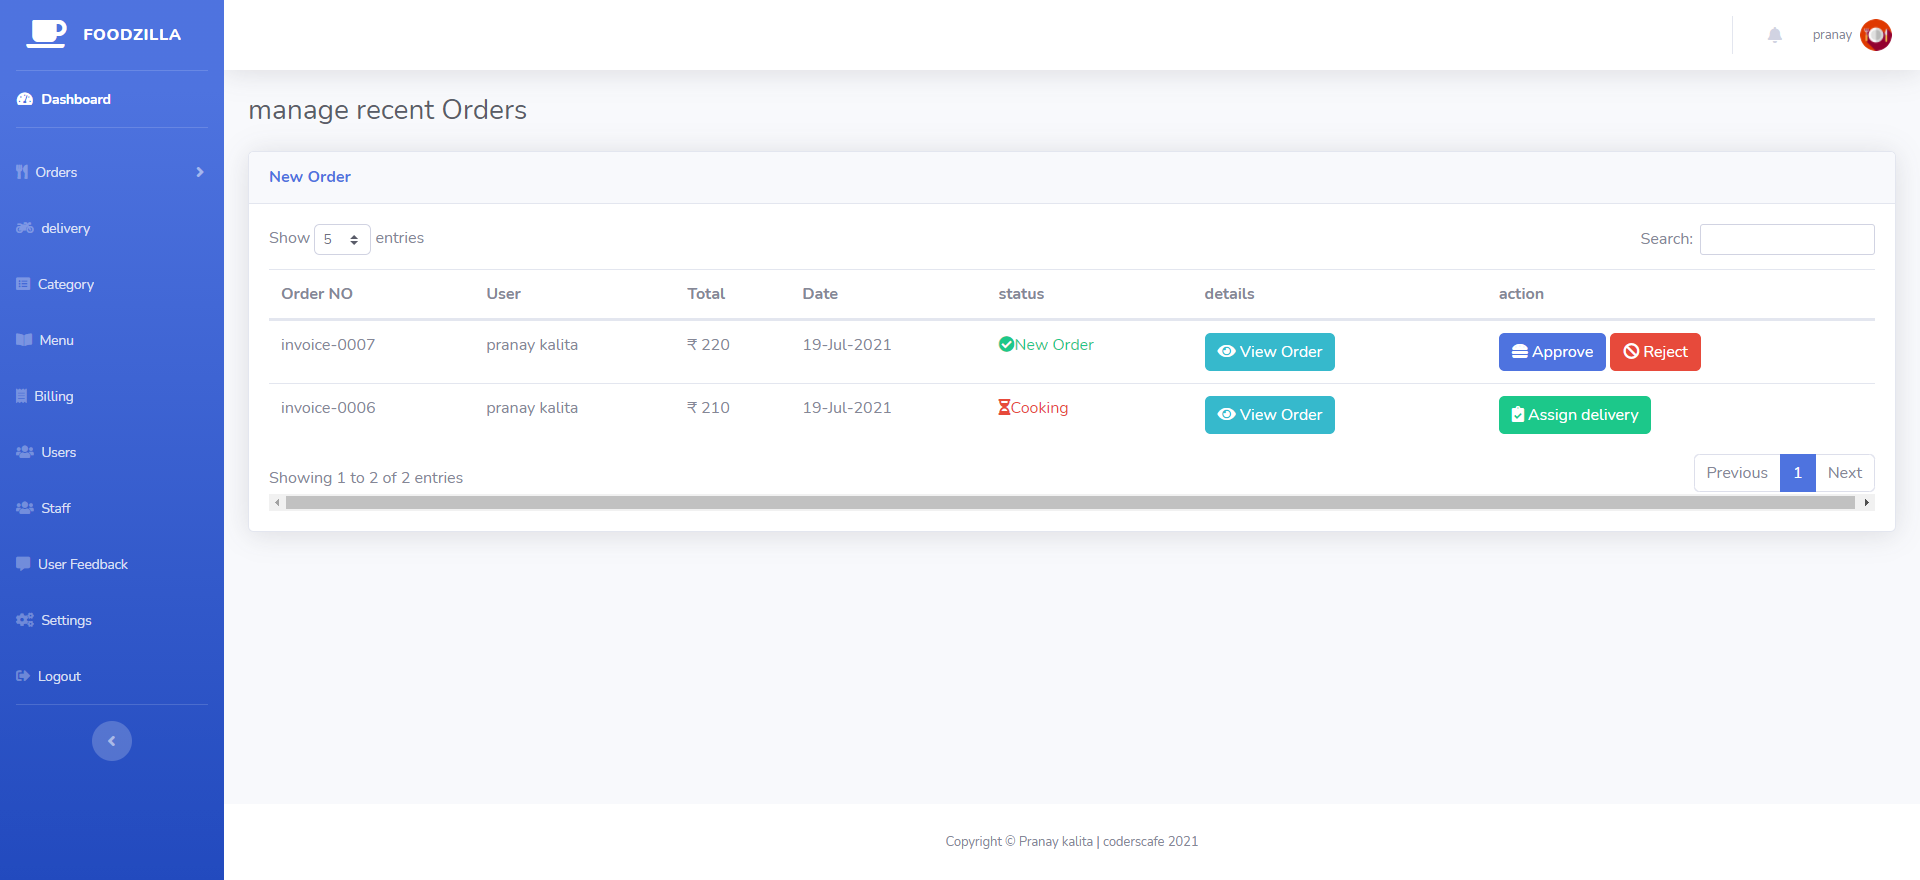 FOODZILLA
pranay
Dashboard
Orders
delivery
Category
Menu
Billing
Users
Staff
User Feedback
Settings
Logout
manage recent Orders
New Order
Show 5 entries
Search:
Order NO User Total Date status details action
invoice-0007 pranay kalita ₹ 220 19-Jul-2021 New Order View Order Approve Reject
invoice-0006 pranay kalita ₹ 210 19-Jul-2021 Cooking View Order Assign delivery
Showing 1 to 2 of 2 entries
Previous 1 Next
Copyright © Pranay kalita | coderscafe 2021